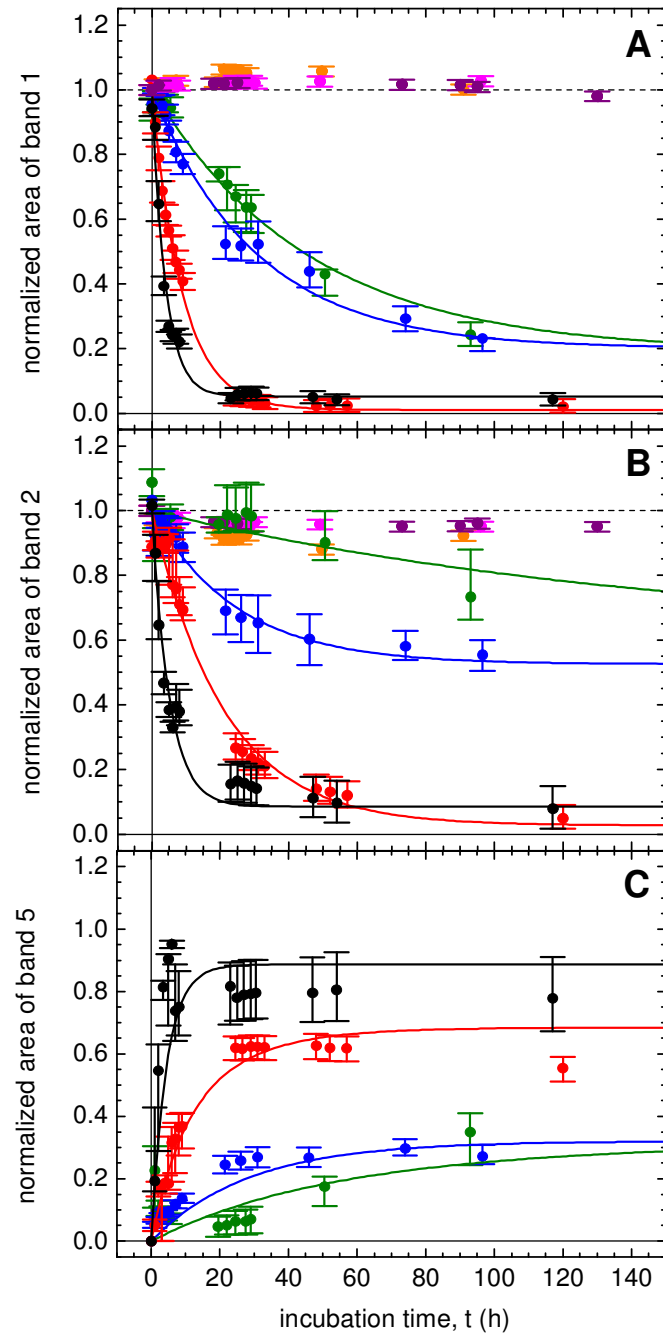 A
normalized area of band 1
1.2
1.0
0.8
0.6
0.4
0.2
0.0
B
normalized area of band 2
1.2
1.0
0.8
0.6
0.4
0.2
0.0
C
normalized area of band 5
1.2
1.0
0.8
0.6
0.4
0.2
0.0
0 20 40 60 80 100 120 140
incubation time, t (h)